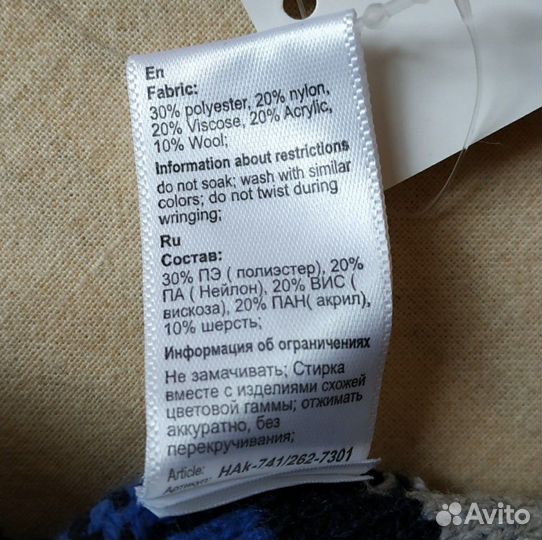 En
Fabric:
30% polyester, 20% nylon,
20% Viscose, 20% Acrylic,
10% Wool;
Information about restrictions
do not soak; wash with similar
colors; do not twist during
wringing;
Ru
Состав:
30% ПЭ ( полиэстер), 20%
ПА ( Нейлон), 20% ВИС (
вискоза), 20% ПАН( акрил),
10% шерсть;
Информация об ограничениях
Не замачивать; Стирка
вместе с изделиями схожей
цветовой гаммы; отжимать
аккуратно, без
перекручивания;
Article: HAk-741/262-7301
Артикул:
Avito